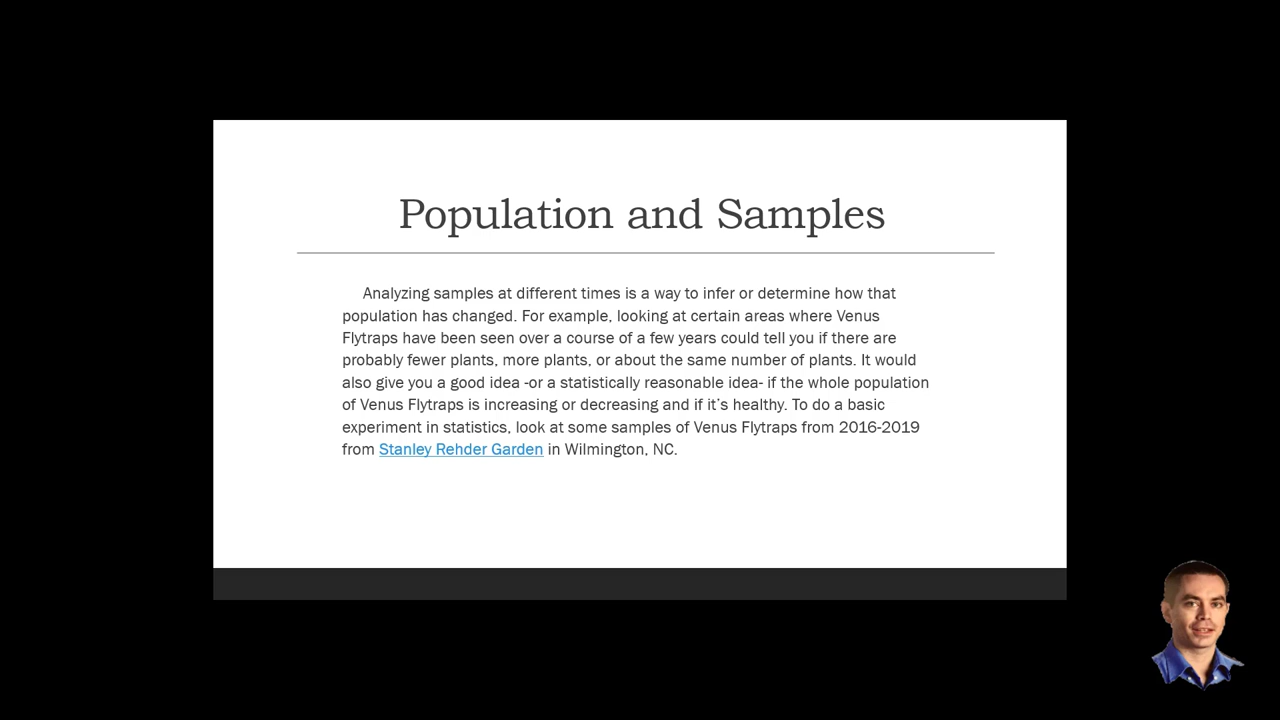 Population and Samples
Analyzing samples at different times is a way to infer or determine how that
population has changed. For example, looking at certain areas where Venus
Flytraps have been seen over a course of a few years could tell you if there are
probably fewer plants, more plants, or about the same number of plants. It would
also give you a good idea -or a statistically reasonable idea- if the whole population
of Venus Flytraps is increasing or decreasing and if it’s healthy. To do a basic
experiment in statistics, look at some samples of Venus Flytraps from 2016-2019
from Stanley Rehder Garden in Wilmington, NC.